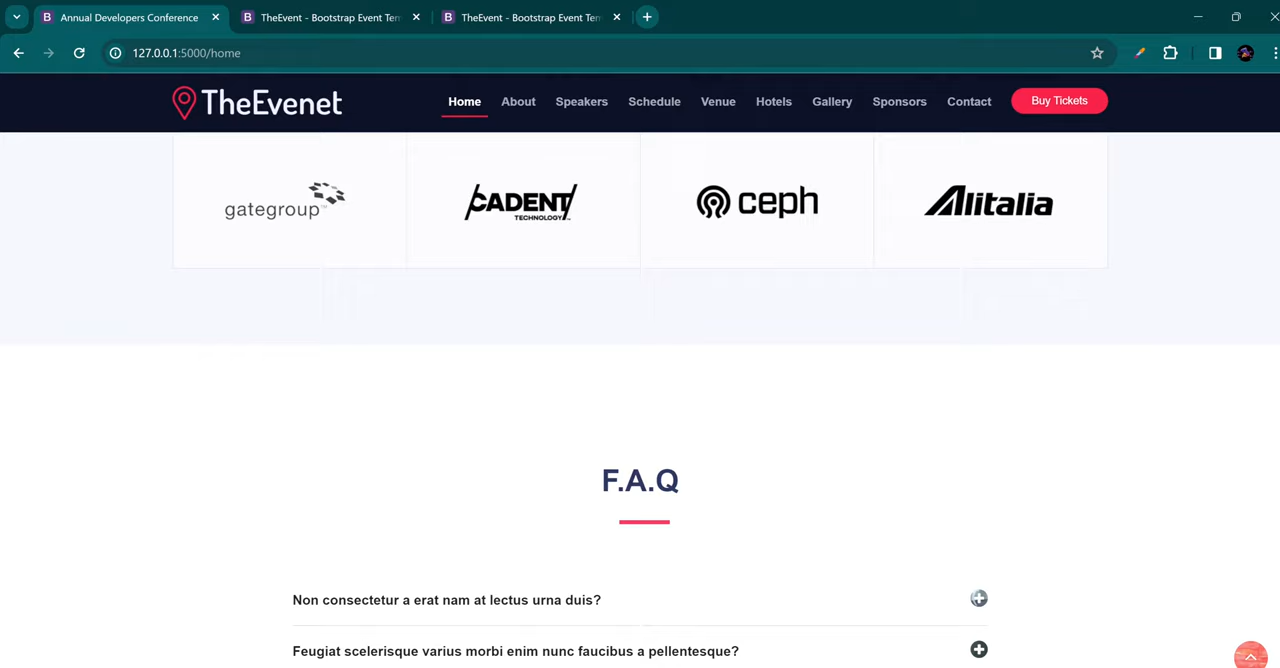 Annual Developers Conference
TheEvent - Bootstrap Event Tem
TheEvent - Bootstrap Event Tem
127.0.0.1:5000/home
TheEvenet
Home About Speakers Schedule Venue Hotels Gallery Sponsors Contact Buy Tickets
gategroup
CADENT
TECHNOLOGY
ceph
Alitalia
F.A.Q
Non consectetur a erat nam at lectus urna duis?
Feugiat scelerisque varius morbi enim nunc faucibus a pellentesque?